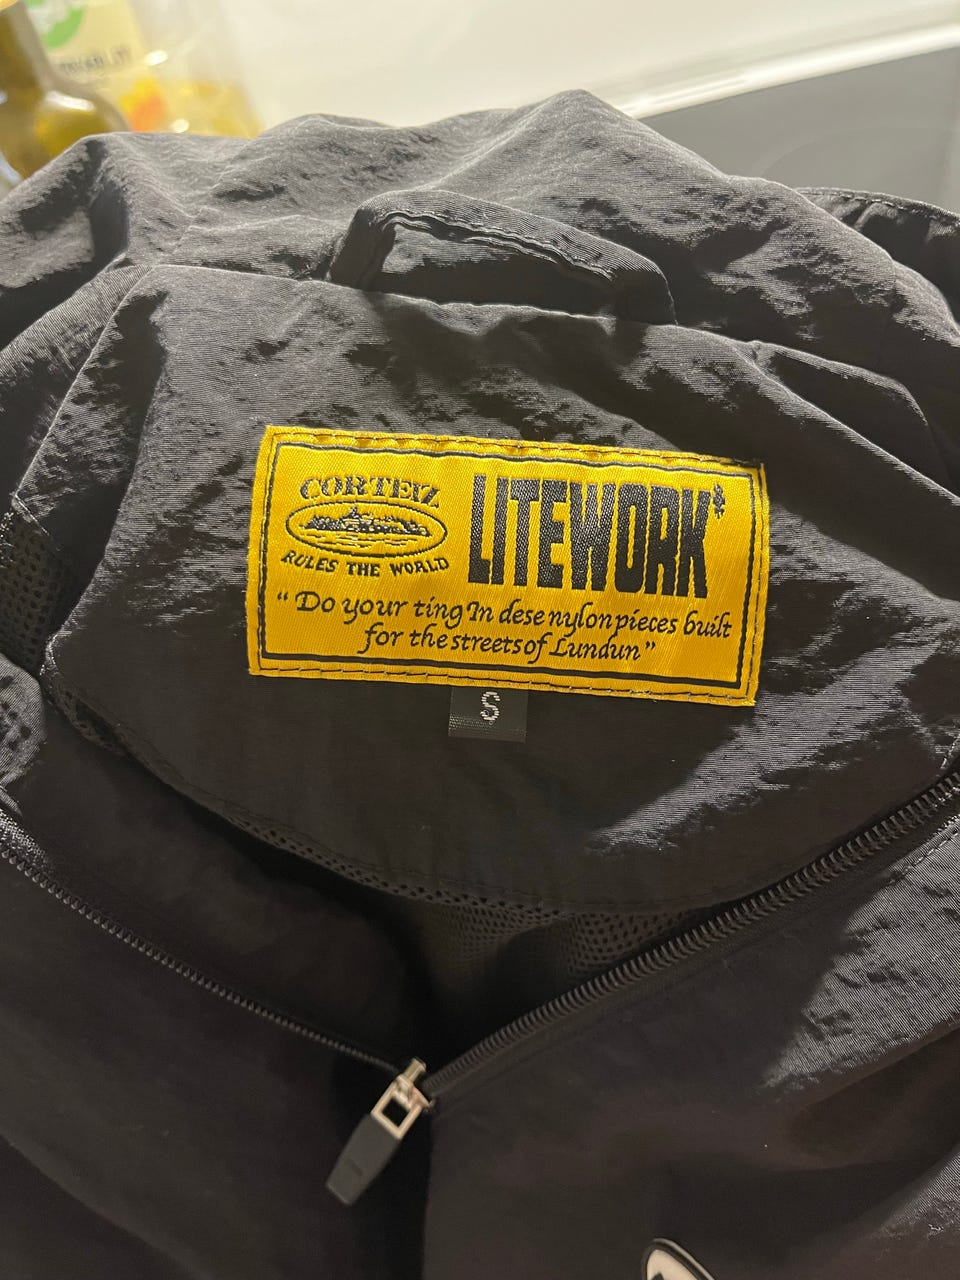 CORTEIZ
RULES THE WORLD
LITEWORK
" Do your ting In dese nylon pieces built
for the streets of Lundun "
S